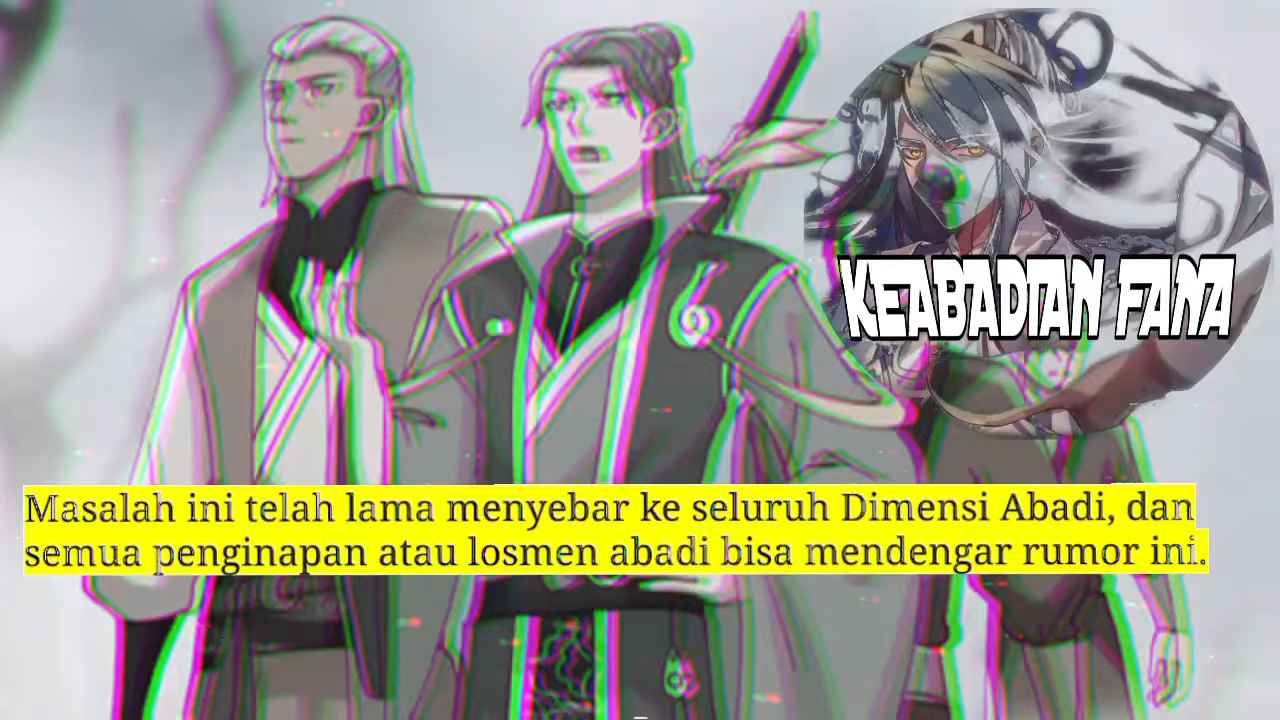 KEABADIAN FANA
Masalah ini telah lama menyebar ke seluruh Dimensi Abadi, dan
semua penginapan atau losmen abadi bisa mendengar rumor ini.